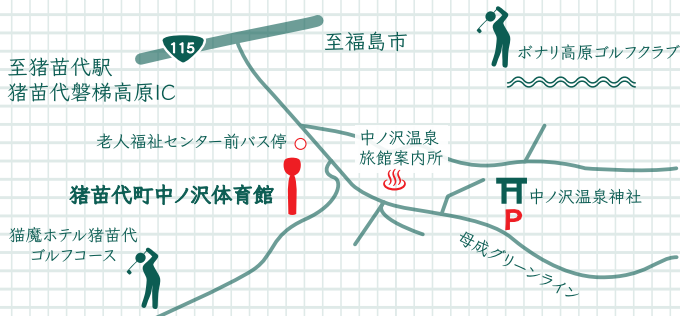 115
至福島市
ボナリ高原ゴルフクラブ
至猪苗代駅
猪苗代磐梯高原IC
老人福祉センター前バス停
中ノ沢温泉
旅館案内所
猪苗代町中ノ沢体育館
中ノ沢温泉神社
P
猫魔ホテル猪苗代
ゴルフコース
母成グリーンライン